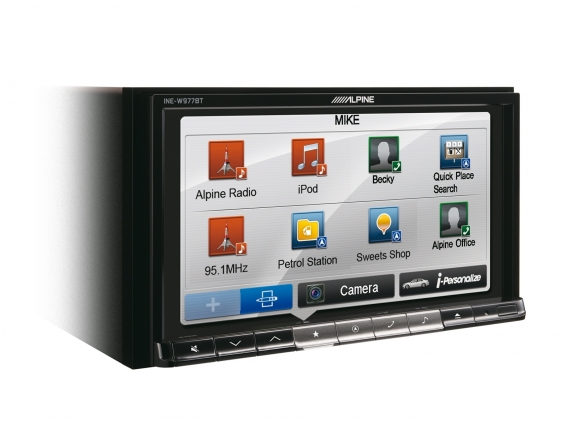 INE-W977BT
ALPINE
MIKE
Alpine Radio
iPod
Becky
Quick Place
Search
95.1MHz
Petrol Station
Sweets Shop
Alpine Office
Camera
i-Personalize